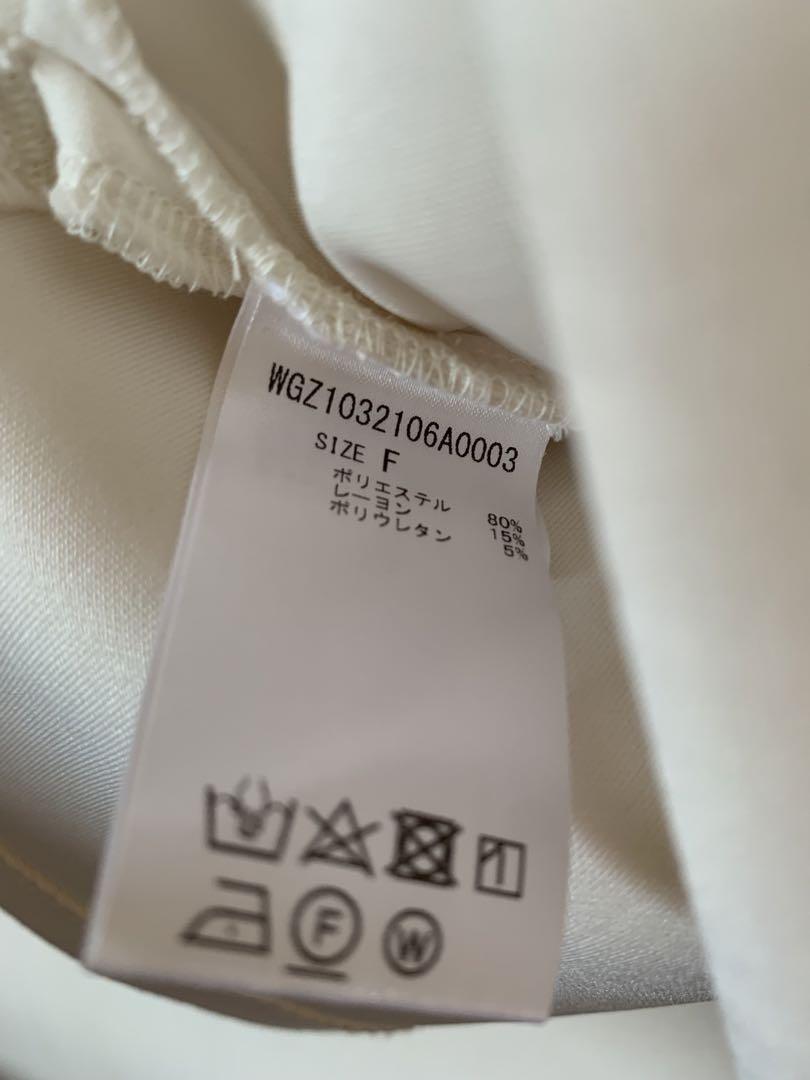 WGZ1032106A0003
SIZE F
ポリエステル 80%
レーヨン 15%
ポリウレタン 5%
F W